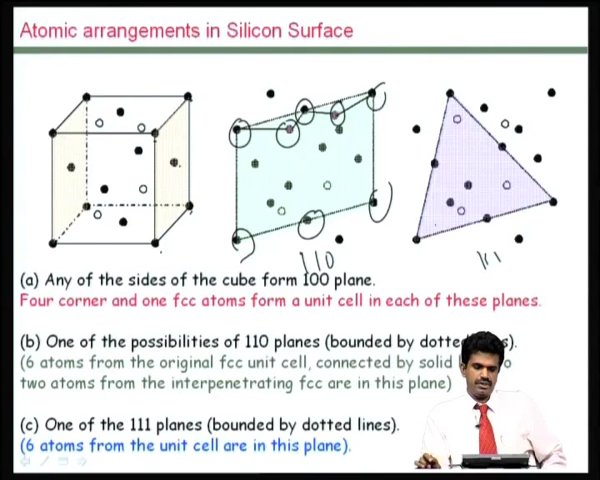 Atomic arrangements in Silicon Surface
110
111
(a) Any of the sides of the cube form 100 plane.
Four corner and one fcc atoms form a unit cell in each of these planes.
(b) One of the possibilities of 110 planes (bounded by dotted s).
(6 atoms from the original fcc unit cell, connected by solid
two atoms from the interpenetrating fcc are in this plane)
(c) One of the 111 planes (bounded by dotted lines).
(6 atoms from the unit cell are in this plane).